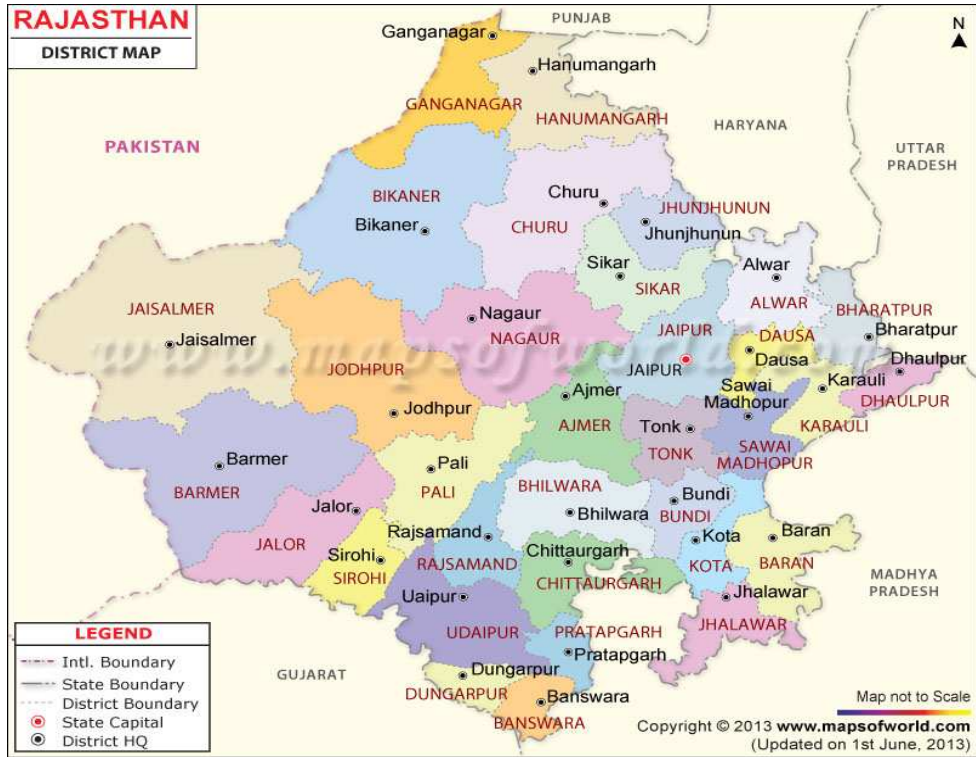 RAJASTHAN
DISTRICT MAP
PUNJAB
N
Ganganagar
Hanumangarh
GANGANAGAR
HANUMANGARH
HARYANA
PAKISTAN
UTTAR
PRADESH
BIKANER
Churu
JHUNJHUNUN
Bikaner
CHURU
Jhunjhunun
Sikar
Alwar
SIKAR
JAISALMER
ALWAR
BHARATPUR
Nagaur
JAIPUR
DAUSA
Bharatpur
NAGAUR
Jaisalmer
www.mapsofworld.com
Dausa
JODHPUR
JAIPUR
Dhaulpur
Ajmer
Sawai
Madhopur
Karauli
DHAULPUR
Jodhpur
AJMER
Tonk
KARAULI
TONK
SAWAI
MADHOPUR
Barmer
Pali
BARMER
PALI
BHILWARA
Bundi
Jalor
Bhilwara
BUNDI
Rajsamand
Kota
Baran
JALOR
Sirohi
Chittaurgarh
SIROHI
RAJSAMAND
KOTA
BARAN
CHITTAURGARH
MADHYA
PRADESH
Uaipur
Jhalawar
UDAIPUR
PRATAPGARH
JHALAWAR
Pratapgarh
GUJARAT
Dungarpur
DUNGARPUR
Banswara
BANSWARA
LEGEND
Intl. Boundary
State Boundary
District Boundary
State Capital
District HQ
Map not to Scale
Copyright © 2013 www.mapsofworld.com
(Updated on 1st June, 2013)